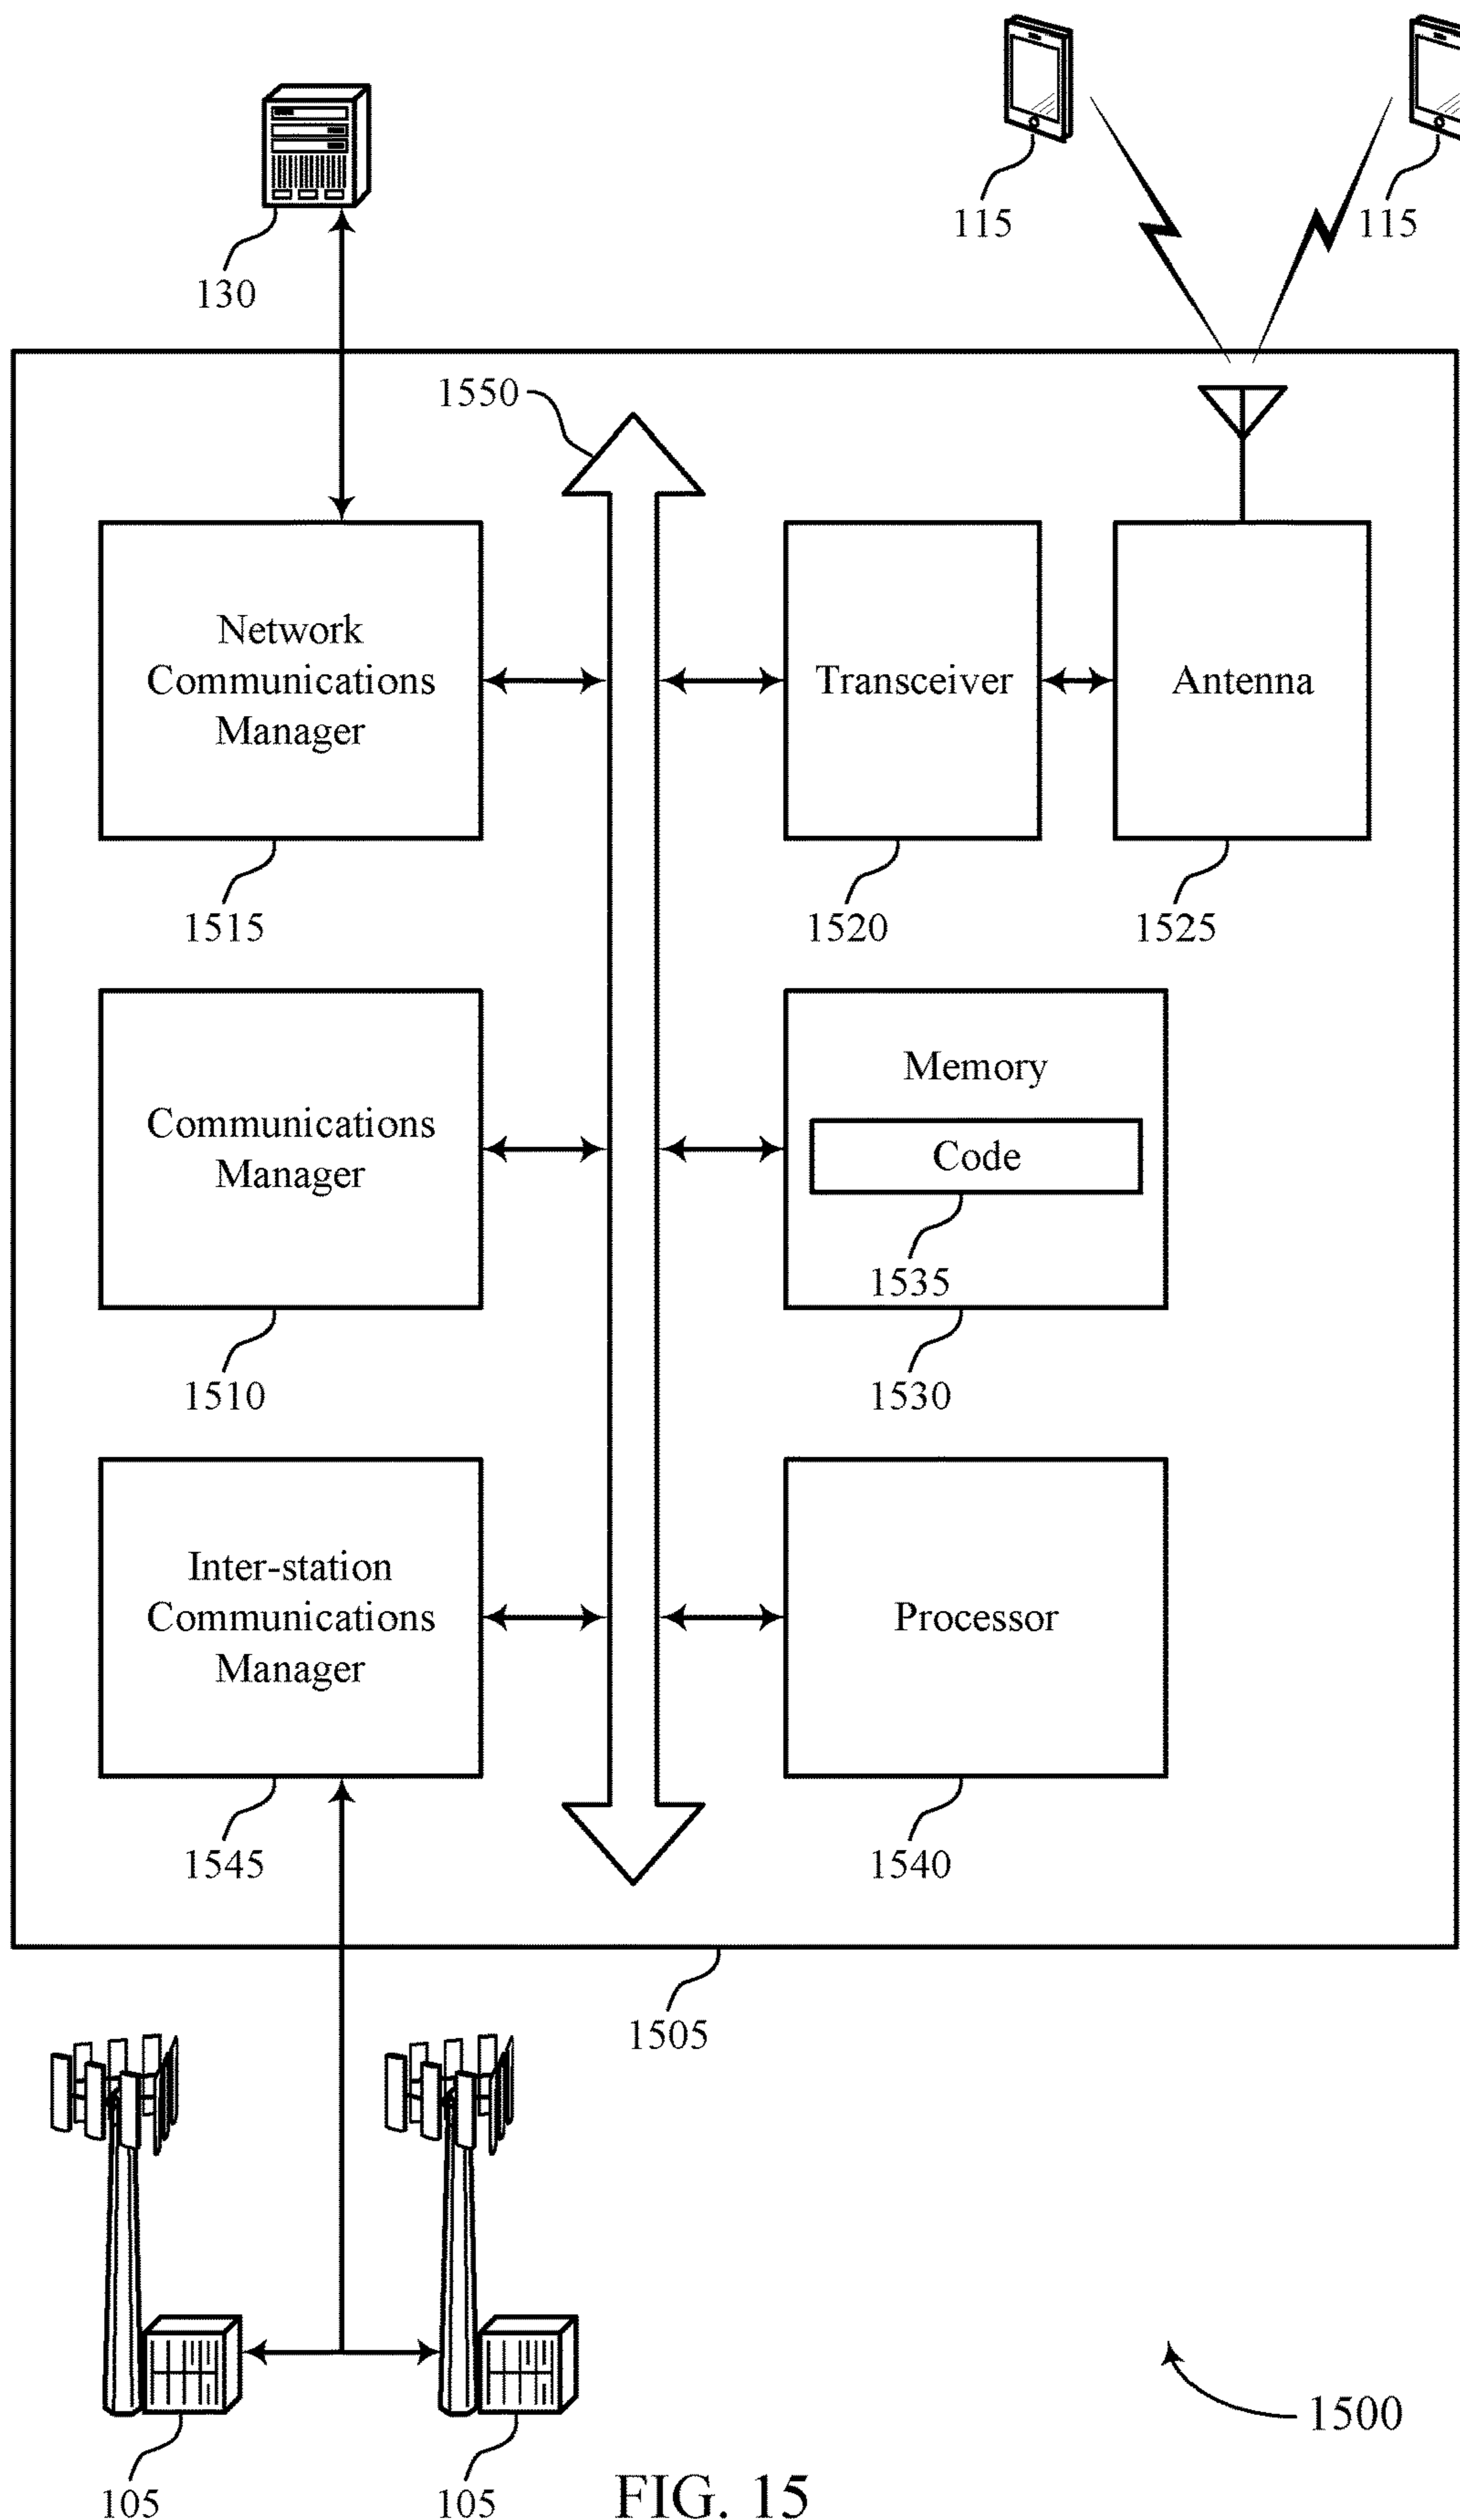 115
115
130
1550
Network
Communications
Manager
Transceiver
Antenna
1515
1520
1525
Communications
Manager
Memory
Code
1535
1510
1530
Inter-station
Communications
Manager
Processor
1545
1540
1505
1500
105
105
FIG. 15